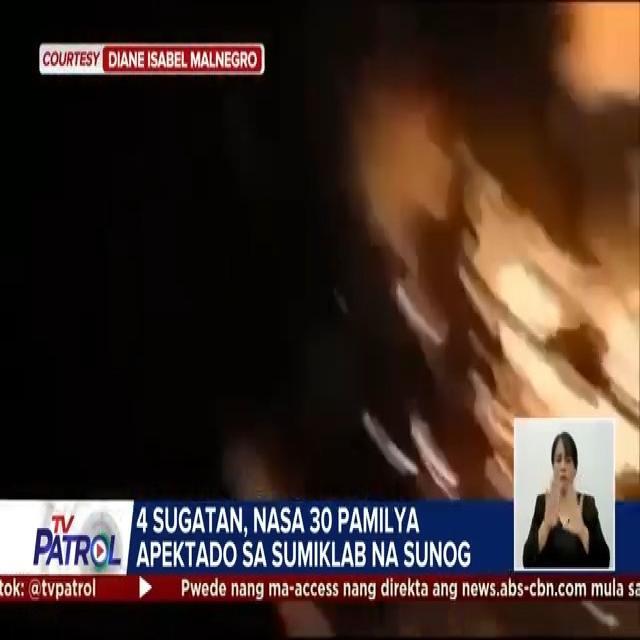 COURTESY DIANE ISABEL MALNEGRO
TV PATROL
4 SUGATAN, NASA 30 PAMILYA
APEKTADO SA SUMIKLAB NA SUNOG
tok: @tvpatrol Pwede nang ma-access nang direkta ang news.abs-cbn.com mula sa